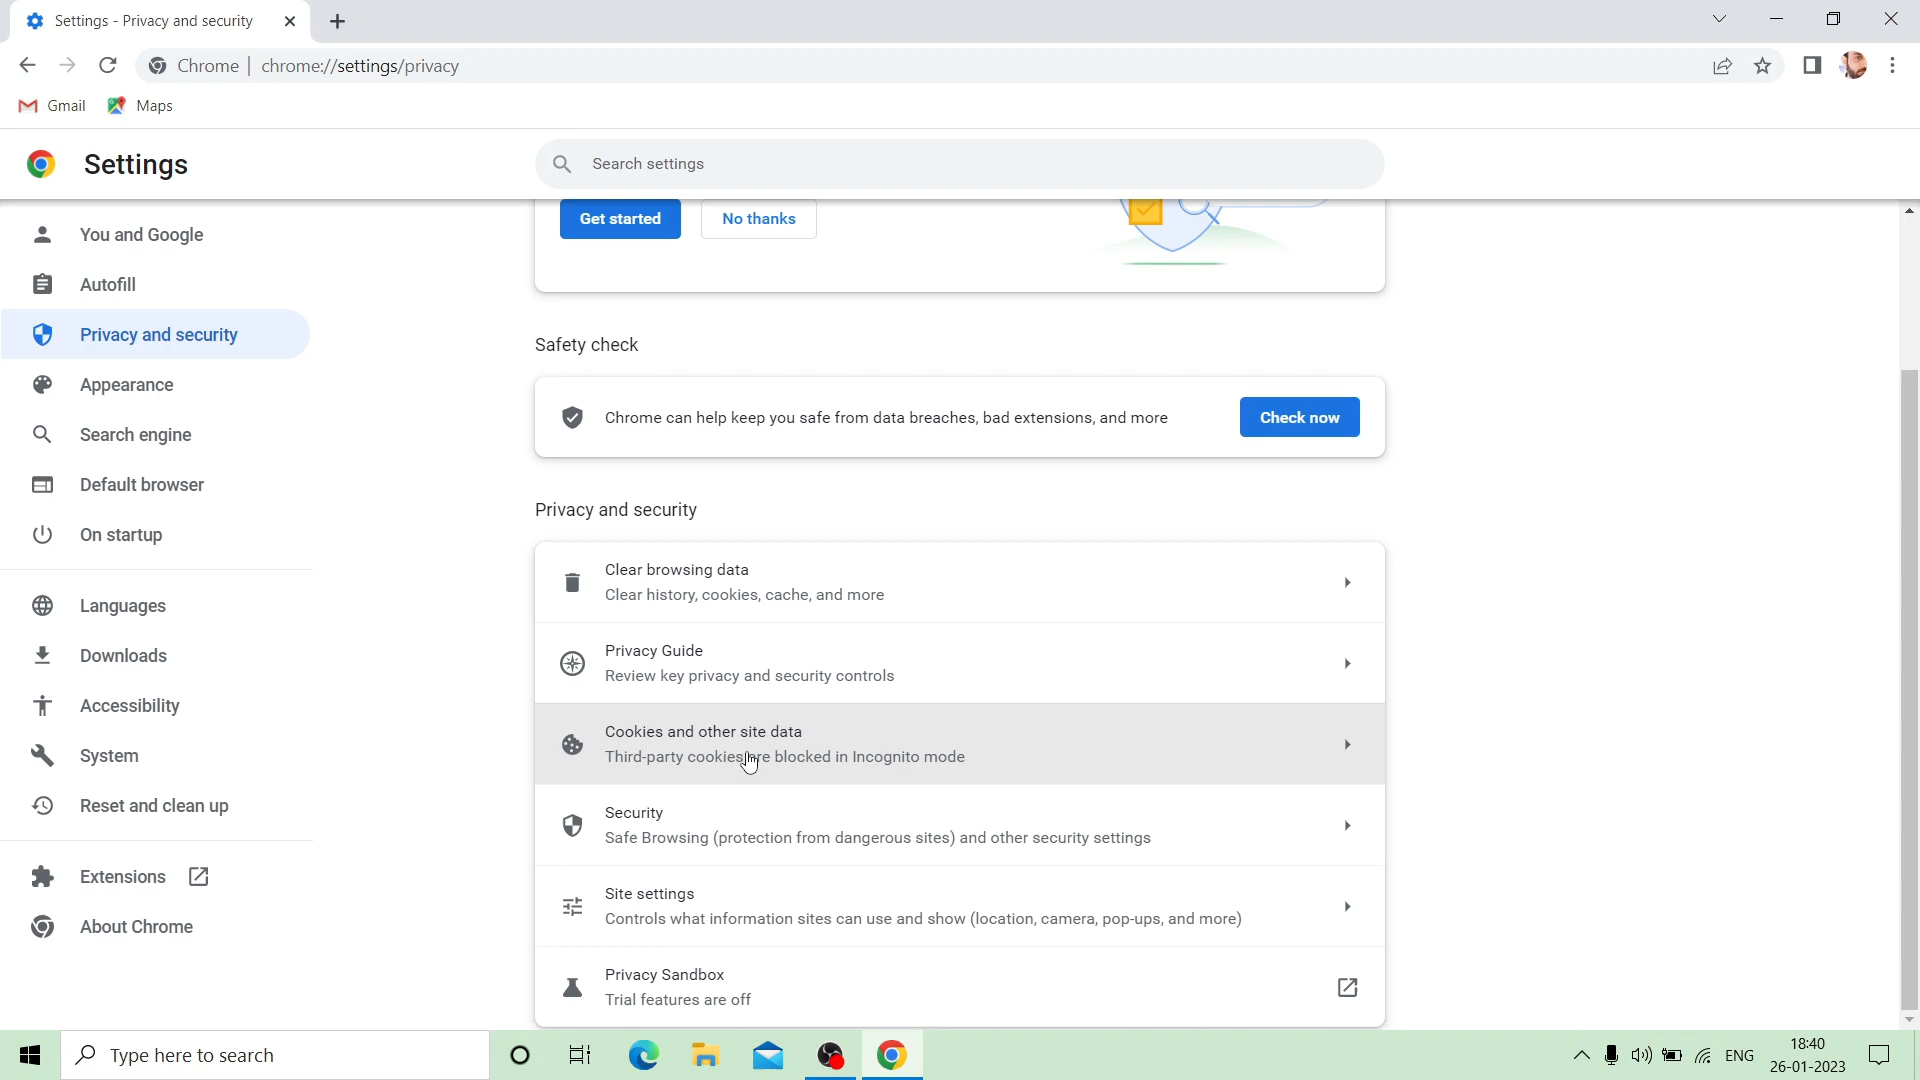 Settings - Privacy and security
Chrome | chrome://settings/privacy
Gmail Maps
Settings
Search settings
You and Google
Autofill
Privacy and security
Appearance
Search engine
Default browser
On startup
Languages
Downloads
Accessibility
System
Reset and clean up
Extensions
About Chrome
Get started No thanks
Safety check
Chrome can help keep you safe from data breaches, bad extensions, and more Check now
Privacy and security
Clear browsing data
Clear history, cookies, cache, and more
Privacy Guide
Review key privacy and security controls
Cookies and other site data
Third-party cookies are blocked in Incognito mode
Security
Safe Browsing (protection from dangerous sites) and other security settings
Site settings
Controls what information sites can use and show (location, camera, pop-ups, and more)
Privacy Sandbox
Trial features are off
Type here to search
ENG
18:40
26-01-2023